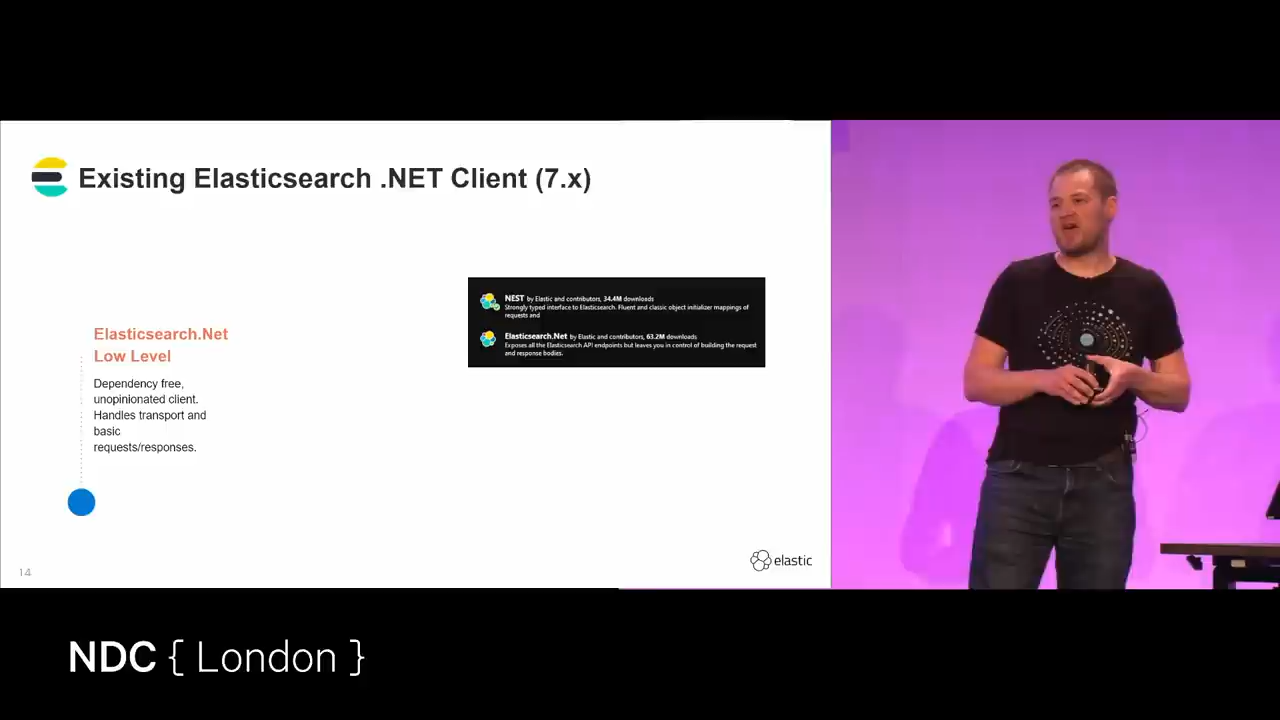 Existing Elasticsearch .NET Client (7.x)
NEST by Elastic and contributors, 34.4M downloads
Strongly typed interface to Elasticsearch. Fluent and classic object initializer mappings of
requests and
Elasticsearch.Net by Elastic and contributors, 63.2M downloads
Exposes all the Elasticsearch API endpoints but leaves you in control of building the request
and response bodies.
Elasticsearch.Net
Low Level
Dependency free,
unopinionated client.
Handles transport and
basic
requests/responses.
14
elastic
NDC { London }